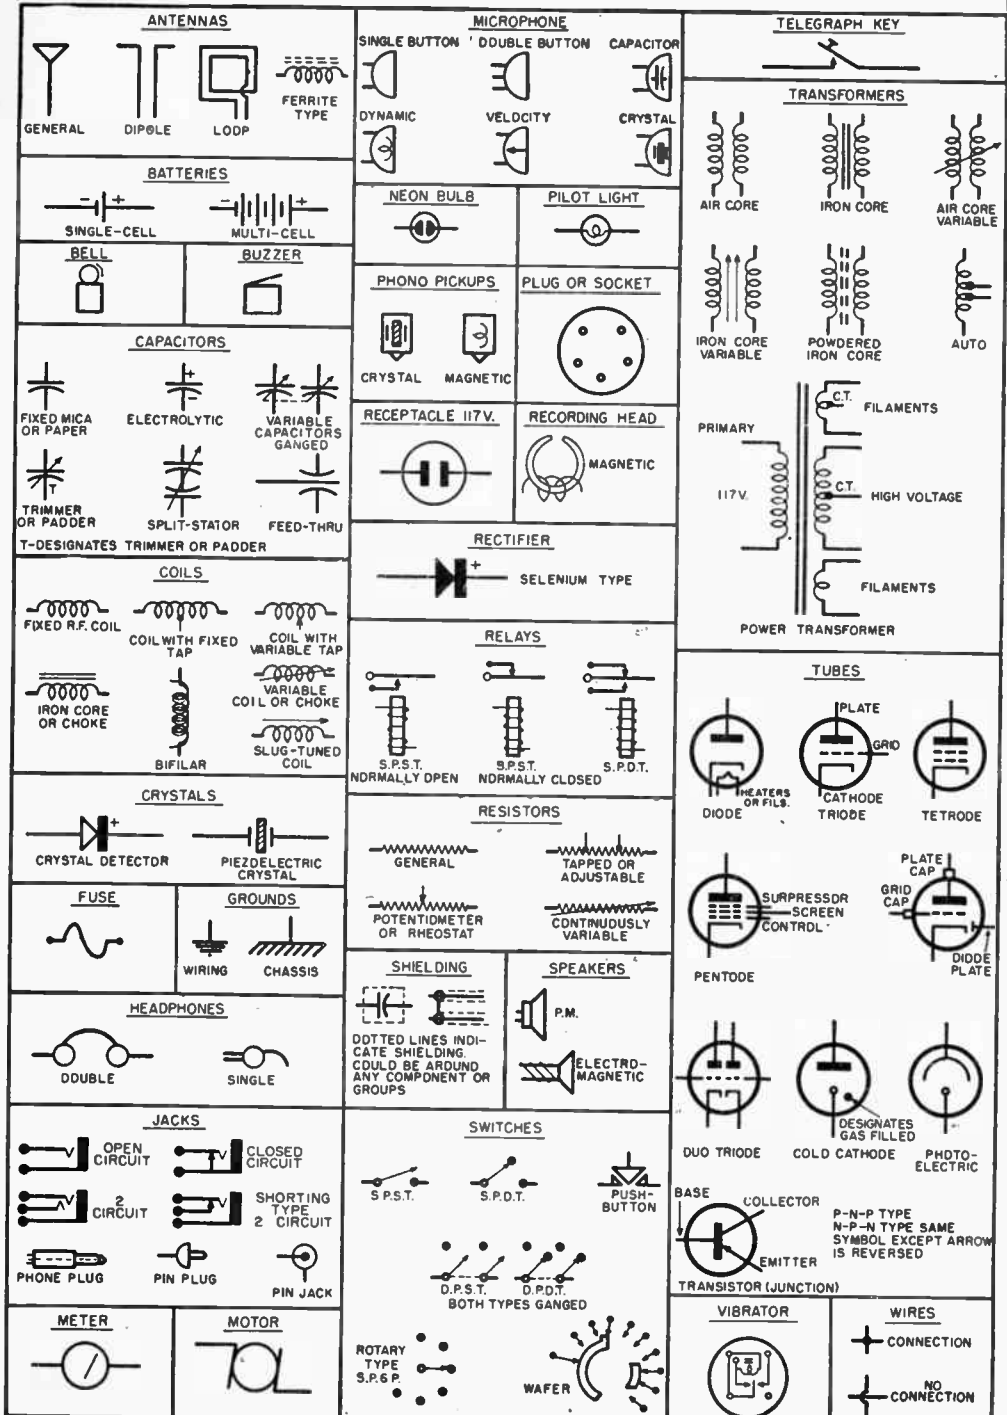 ANTENNAS
GENERAL
DIPOLE
LOOP
FERRITE
TYPE
BATTERIES
- +
SINGLE-CELL
- +
MULTI-CELL
BELL
BUZZER
CAPACITORS
FIXED MICA
OR PAPER
+
-
ELECTROLYTIC
VARIABLE
CAPACITORS
GANGED
T
TRIMMER
OR PADDER
SPLIT-STATOR
FEED-THRU
T-DESIGNATES TRIMMER OR PADDER
COILS
FIXED R.F. COIL
COIL WITH FIXED
TAP
COIL WITH
VARIABLE TAP
IRON CORE
OR CHOKE
BIFILAR
VARIABLE
COIL OR CHOKE
SLUG-TUNED
COIL
CRYSTALS
+
CRYSTAL DETECTOR
PIEZOELECTRIC
CRYSTAL
FUSE
GROUNDS
WIRING
CHASSIS
HEADPHONES
DOUBLE
SINGLE
JACKS
OPEN
CIRCUIT
CLOSED
CIRCUIT
2
CIRCUIT
SHORTING
TYPE
2 CIRCUIT
PHONE PLUG
PIN PLUG
PIN JACK
METER
MOTOR
MICROPHONE
SINGLE BUTTON
DOUBLE BUTTON
CAPACITOR
DYNAMIC
VELOCITY
CRYSTAL
NEON BULB
PILOT LIGHT
PHONO PICKUPS
CRYSTAL
MAGNETIC
PLUG OR SOCKET
RECEPTACLE 117V.
RECORDING HEAD
MAGNETIC
RECTIFIER
+
SELENIUM TYPE
RELAYS
S.P.S.T.
NORMALLY OPEN
S.P.S.T.
NORMALLY CLOSED
S.P.D.T.
RESISTORS
GENERAL
TAPPED OR
ADJUSTABLE
POTENTIOMETER
OR RHEOSTAT
CONTINUOUSLY
VARIABLE
SHIELDING
DOTTED LINES INDI-
CATE SHIELDING.
COULD BE AROUND
ANY COMPONENT OR
GROUPS
SPEAKERS
P.M.
ELECTRO-
MAGNETIC
SWITCHES
S.P.S.T.
S.P.D.T.
PUSH-
BUTTON
D.P.S.T.
D.P.D.T.
BOTH TYPES GANGED
ROTARY
TYPE
S.P.6 P.
WAFER
TELEGRAPH KEY
TRANSFORMERS
AIR CORE
IRON CORE
AIR CORE
VARIABLE
IRON CORE
VARIABLE
POWDERED
IRON CORE
AUTO
PRIMARY
117V.
C.T.
FILAMENTS
C.T.
HIGH VOLTAGE
FILAMENTS
POWER TRANSFORMER
TUBES
HEATERS
OR FILS.
DIODE
PLATE
GRID
CATHODE
TRIODE
TETRODE
SURPRESSOR
SCREEN
CONTROL
PENTODE
PLATE
CAP
GRID
CAP
DIODE
PLATE
DUO TRIODE
DESIGNATES
GAS FILLED
COLD CATHODE
PHOTO-
ELECTRIC
BASE
COLLECTOR
EMITTER
TRANSISTOR (JUNCTION)
P-N-P TYPE
N-P-N TYPE SAME
SYMBOL EXCEPT ARROW
IS REVERSED
VIBRATOR
WIRES
CONNECTION
NO
CONNECTION